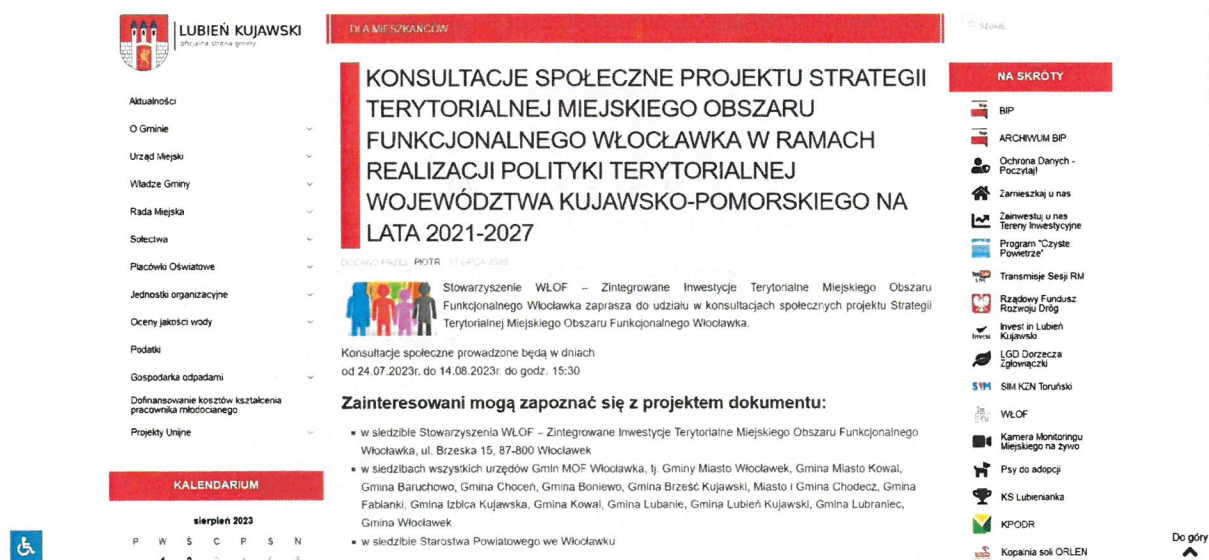 LUBIEŃ KUJAWSKI
oficjalna strona gminy
Aktualności
O Gminie
Urząd Miejski
Władze Gminy
Rada Miejska
Sołectwa
Placówki Oświatowe
Jednostki organizacyjne
Oceny jakości wody
Podatki
Gospodarka odpadami
Dofinansowanie kosztów kształcenia
pracownika młodocianego
Projekty Unijne
KALENDARIUM
sierpień 2023
P W Ś C P S N
1 2 3 4 5 6
DLA MIESZKAŃCÓW
KONSULTACJE SPOŁECZNE PROJEKTU STRATEGII
TERYTORIALNEJ MIEJSKIEGO OBSZARU
FUNKCJONALNEGO WŁOCŁAWKA W RAMACH
REALIZACJI POLITYKI TERYTORIALNEJ
WOJEWÓDZTWA KUJAWSKO-POMORSKIEGO NA
LATA 2021-2027
DODANO PRZEZ: PIOTR 17 LIPCA 2023
Stowarzyszenie WŁOF – Zintegrowane Inwestycje Terytorialne Miejskiego Obszaru
Funkcjonalnego Włocławka zaprasza do udziału w konsultacjach społecznych projektu Strategii
Terytorialnej Miejskiego Obszaru Funkcjonalnego Włocławka.
Konsultacje społeczne prowadzone będą w dniach
od 24.07.2023r. do 14.08.2023r. do godz. 15:30
Zainteresowani mogą zapoznać się z projektem dokumentu:
w siedzibie Stowarzyszenia WŁOF – Zintegrowane Inwestycje Terytorialne Miejskiego Obszaru Funkcjonalnego
Włocławka, ul. Brzeska 15, 87-800 Włocławek
w siedzibach wszystkich urzędów Gmin MOF Włocławka, tj. Gminy Miasto Włocławek, Gmina Miasto Kowal,
Gmina Baruchowo, Gmina Choceń, Gmina Boniewo, Gmina Brześć Kujawski, Miasto i Gmina Chodecz, Gmina
Fabianki, Gmina Izbica Kujawska, Gmina Kowal, Gmina Lubanie, Gmina Lubień Kujawski, Gmina Lubraniec,
Gmina Włocławek
w siedzibie Starostwa Powiatowego we Włocławku
Szukaj
NA SKRÓTY
BIP
ARCHIWUM BIP
Ochrona Danych -
Poczytaj!
Zamieszkaj u nas
Zainwestuj u nas
Tereny Inwestycyjne
Program "Czyste
Powietrze"
Transmisje Sesji RM
Rządowy Fundusz
Rozwoju Dróg
Invest in Lubień
Kujawski
LGD Dorzecza
Zgłowiączki
SIM KZN Toruński
WŁOF
Kamera Monitoringu
Miejskiego na żywo
Psy do adopcji
KS Lubienianka
KPODR
Kopalnia soli ORLEN
Do góry